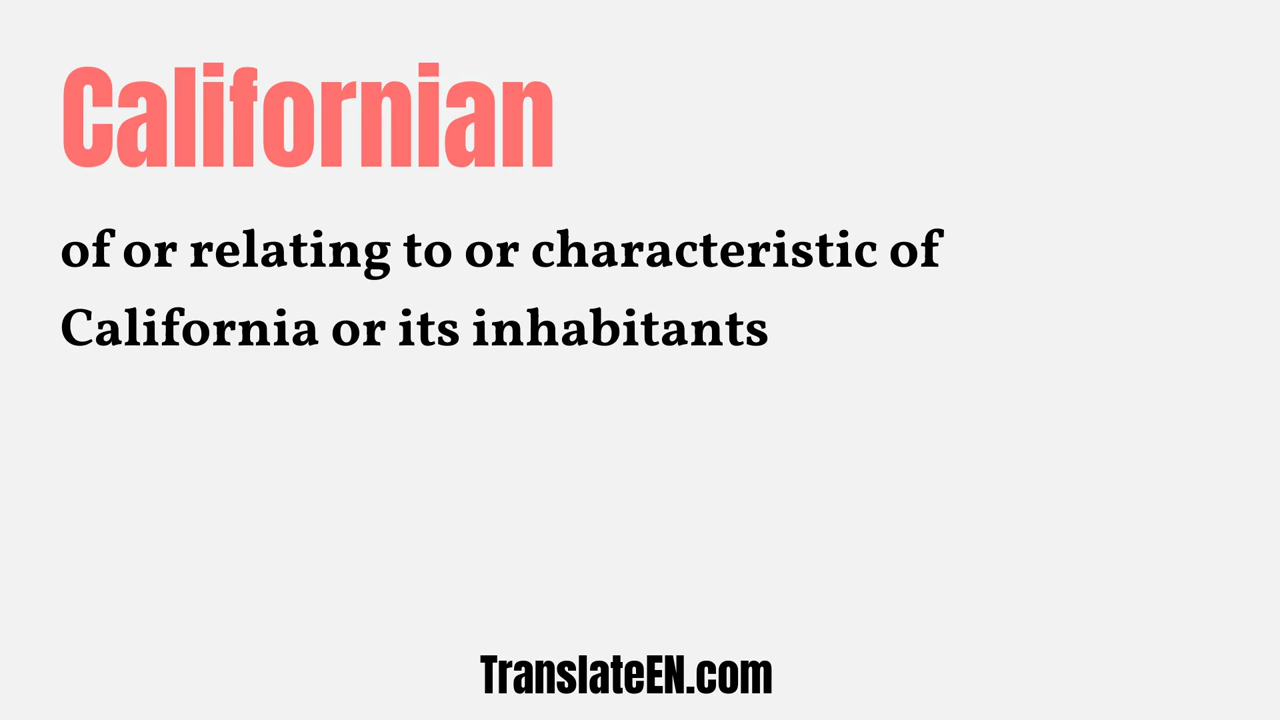 Californian
of or relating to or characteristic of
California or its inhabitants
TranslateEN.com